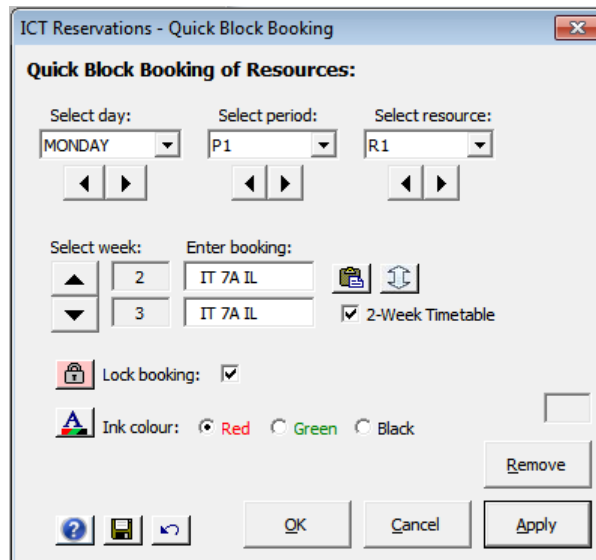 ICT Reservations - Quick Block Booking
Quick Block Booking of Resources:
Select day: Select period: Select resource:
MONDAY P1 R1
Select week: Enter booking:
2 IT 7A IL
3 IT 7A IL 2-Week Timetable
Lock booking:
A Ink colour: Red Green Black
Remove
? OK Cancel Apply